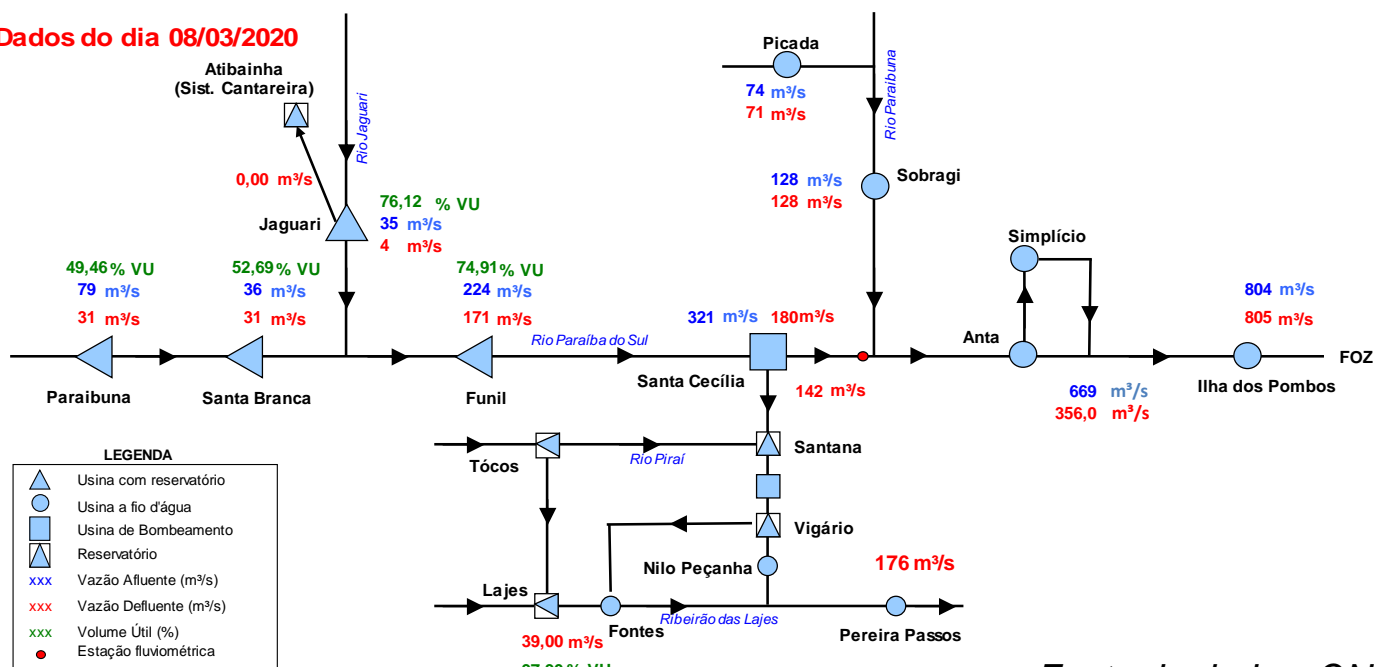 Dados do dia 08/03/2020
Atibainha
(Sist. Cantareira)
0,00 m³/s
Rio Jaguari
Jaguari
76,12 % VU
35 m³/s
4 m³/s
Picada
74 m³/s
71 m³/s
Rio Paraibuna
Sobragi
128 m³/s
128 m³/s
49,46 % VU
79 m³/s
31 m³/s
Paraibuna
52,69 % VU
36 m³/s
31 m³/s
Santa Branca
74,91 % VU
224 m³/s
171 m³/s
Funil
Rio Paraíba do Sul
321 m³/s 180 m³/s
Santa Cecília
142 m³/s
Simplício
Anta
669 m³/s
356,0 m³/s
804 m³/s
805 m³/s
Ilha dos Pombos
FOZ
Tócos
Rio Piraí
Santana
Vigário
Nilo Peçanha
176 m³/s
Lajes
Fontes
Ribeirão das Lajes
Pereira Passos
39,00 m³/s
% VU
LEGENDA
Usina com reservatório
Usina a fio d'água
Usina de Bombeamento
Reservatório
xxx Vazão Afluente (m³/s)
xxx Vazão Defluente (m³/s)
xxx Volume Útil (%)
Estação fluviométrica